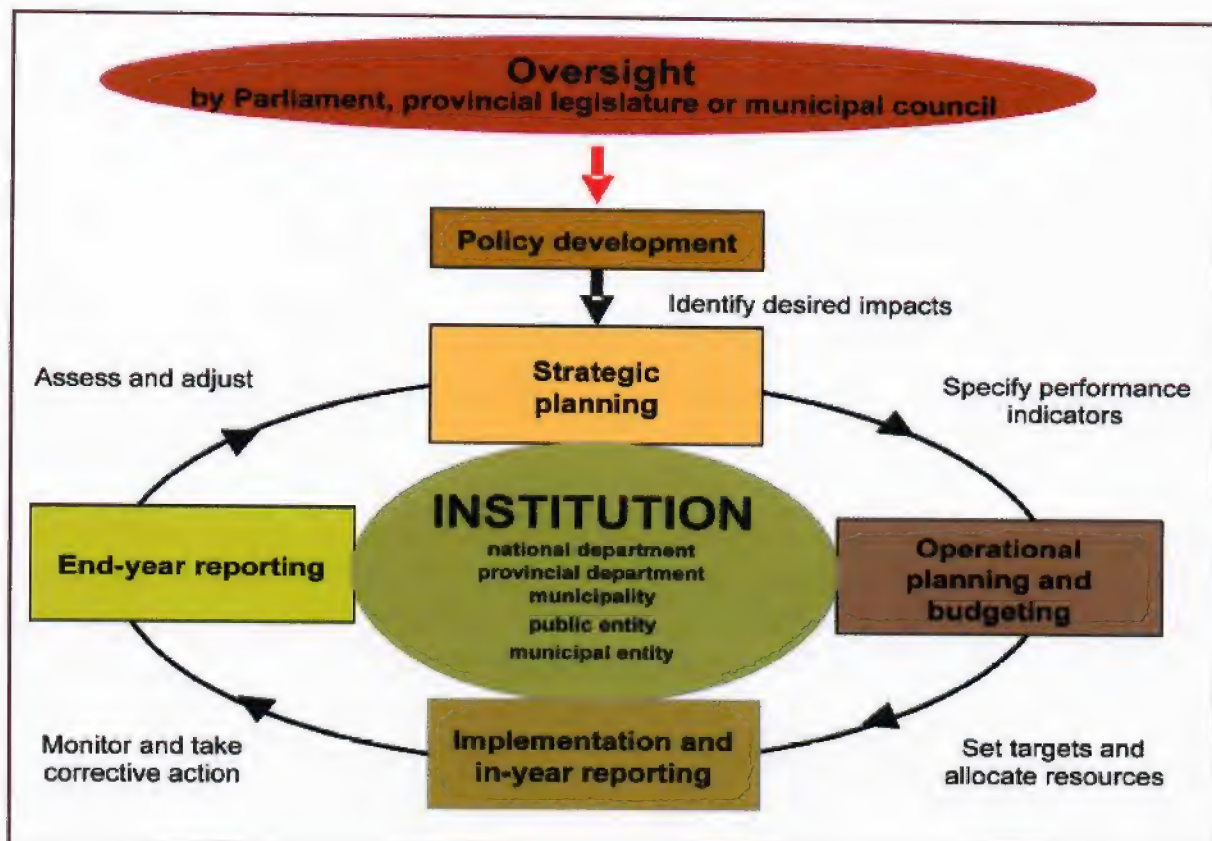 Oversight
by Parliament, provincial legislature or municipal council
Policy development
Identify desired impacts
Strategic
planning
Assess and adjust
Specify performance
indicators
INSTITUTION
national department
provincial department
municipality
public entity
municipal entity
End-year reporting
Operational
planning and
budgeting
Implementation and
in-year reporting
Monitor and take
corrective action
Set targets and
allocate resources